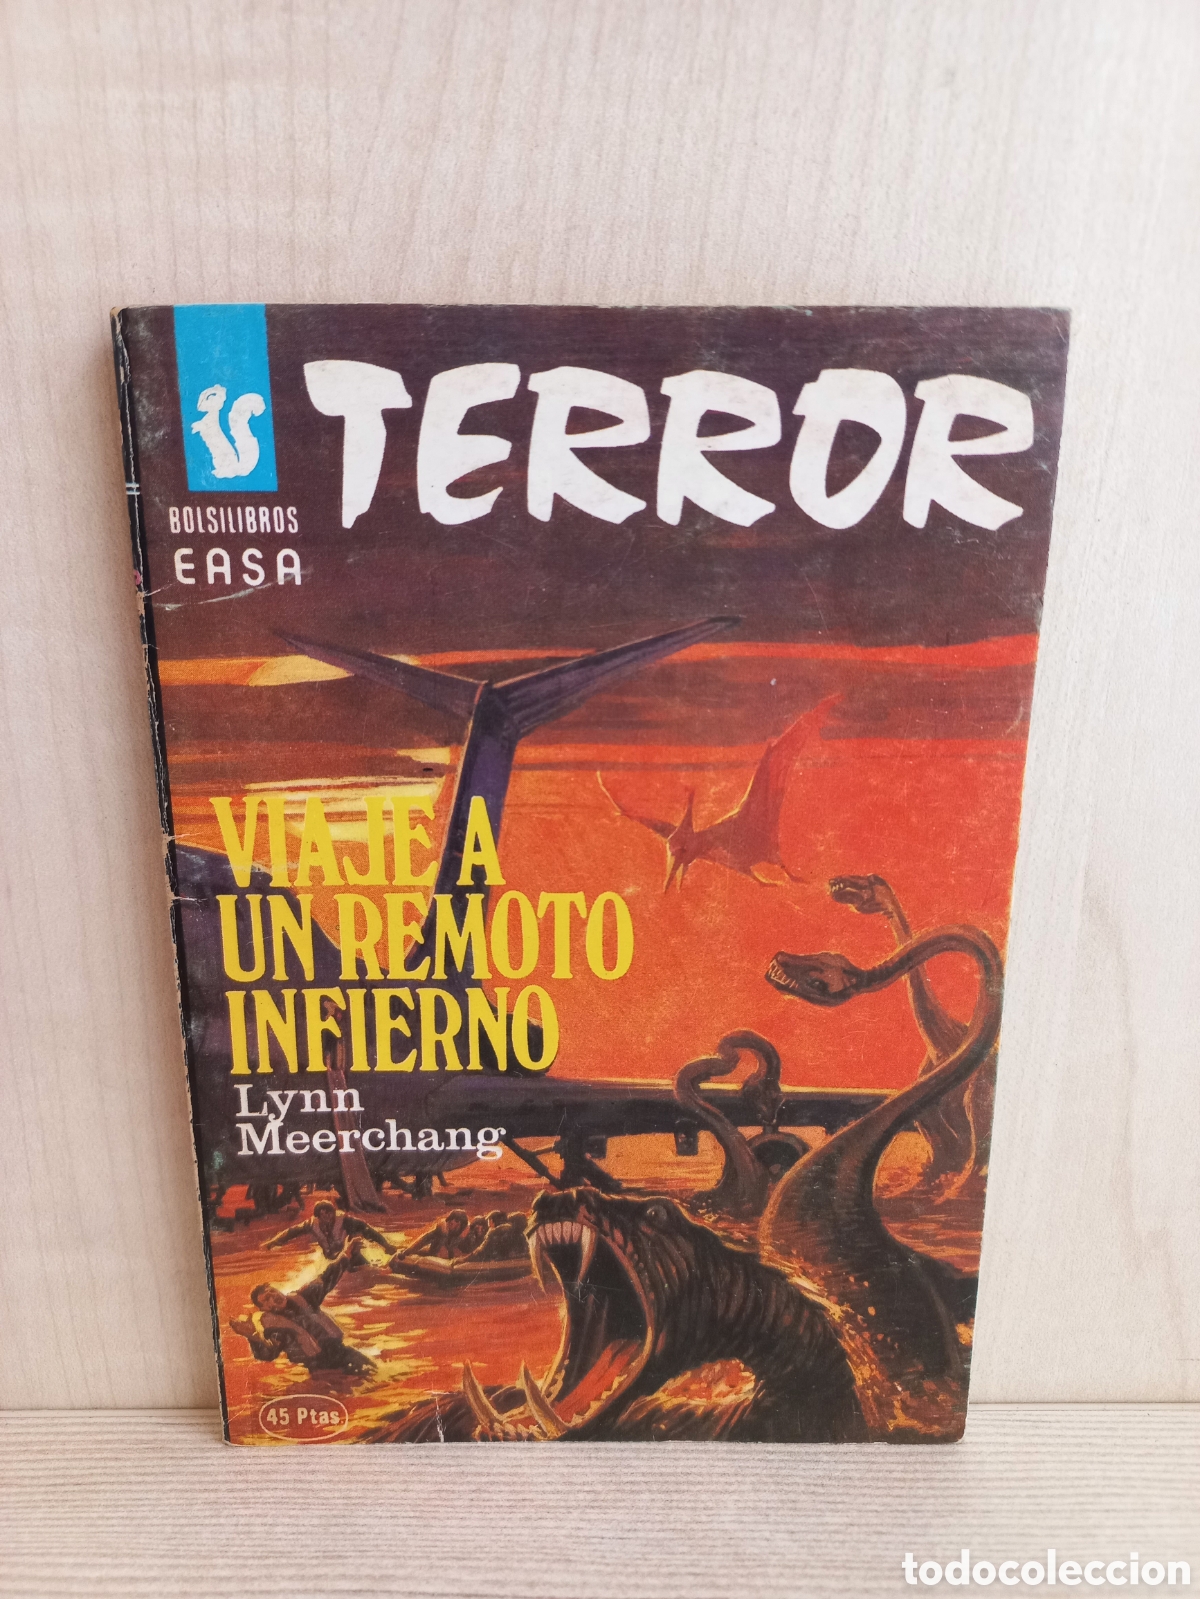 TERROR
BOLSILIBROS
EASA
VIAJE A
UN REMOTO
INFIERNO
Lynn
Meerchang
45 Ptas.
todocoleccion